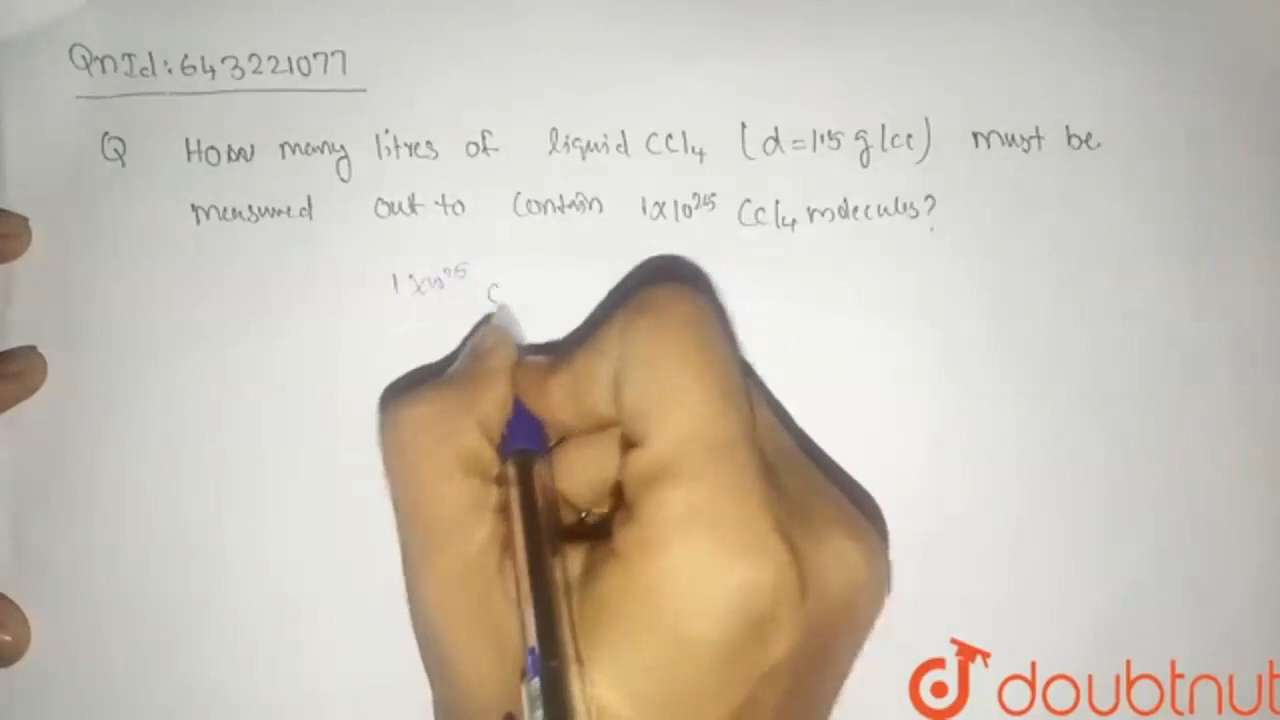 QnId:643221077
Q How many litres of liquid CCl4 (d=1.5 g/cc) must be
measured out to contain 1x10^25 CCl4 molecules?
1x10^25 C
doubtnut